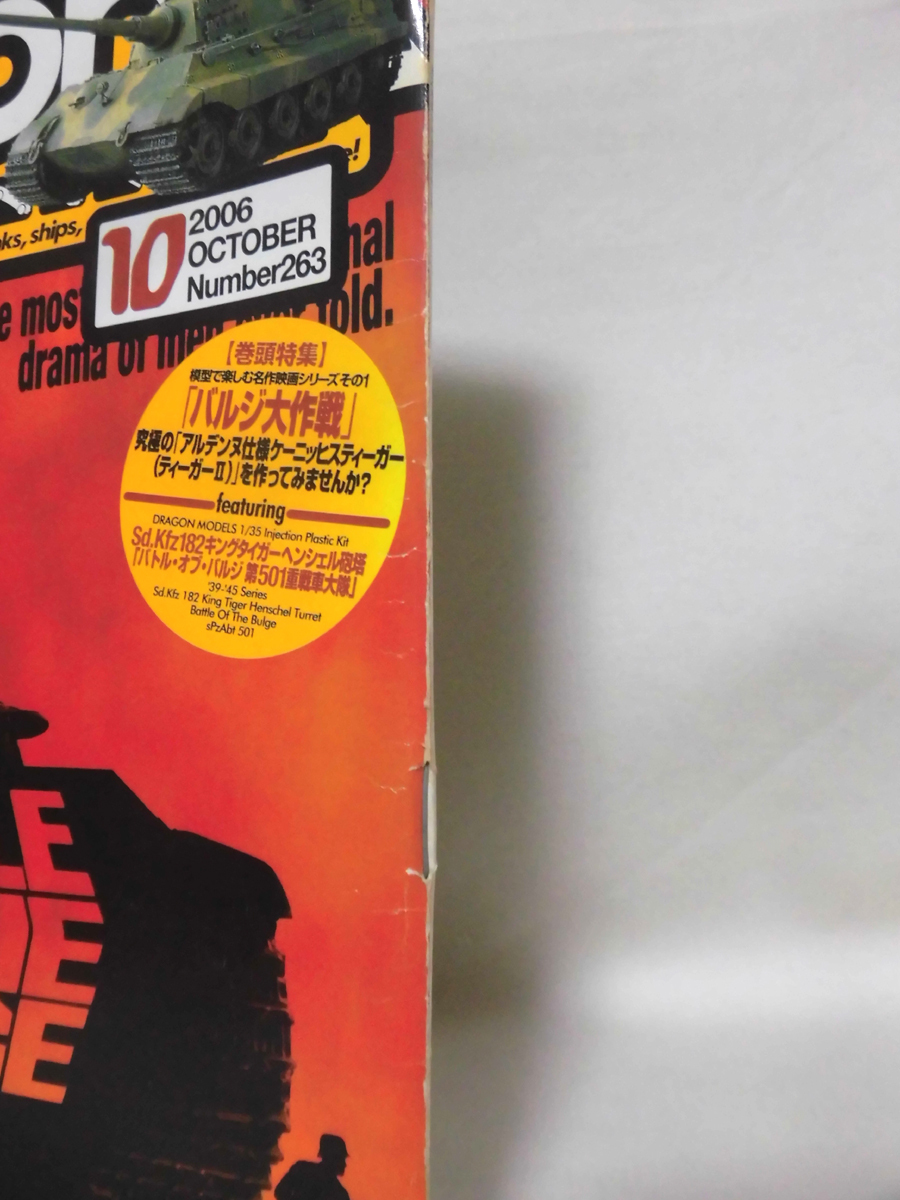 ks, ships,
e!
10
2006
OCTOBER
Number263
nal
e most
told.
drama of men
【巻頭特集】
模型で楽しむ名作映画シリーズその1
「バルジ大作戦」
究極の「アルデンヌ仕様ケーニッヒスティーガー
(ティーガーⅡ)」を作ってみませんか?
featuring
DRAGON MODELS 1/35 Injection Plastic Kit
Sd.Kfz182キングタイガーヘンシェル砲塔
「バトル・オブ・バルジ 第501重戦車大隊」
'39-'45 Series
Sd.Kfz 182 King Tiger Henschel Turret
Battle Of The Bulge
sPzAbt 501
LE
HE
GE